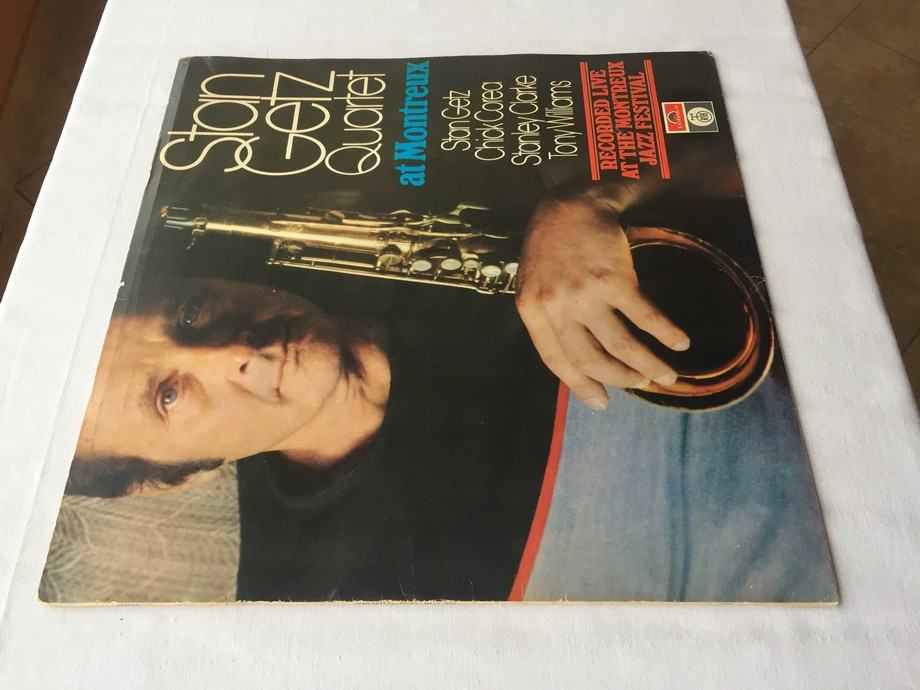 Stan
Getz
Quartet
at Montreux
Stan Getz
Chick Corea
Stanley Clarke
Tony Williams
RECORDED LIVE
AT THE MONTREUX
JAZZ FESTIVAL